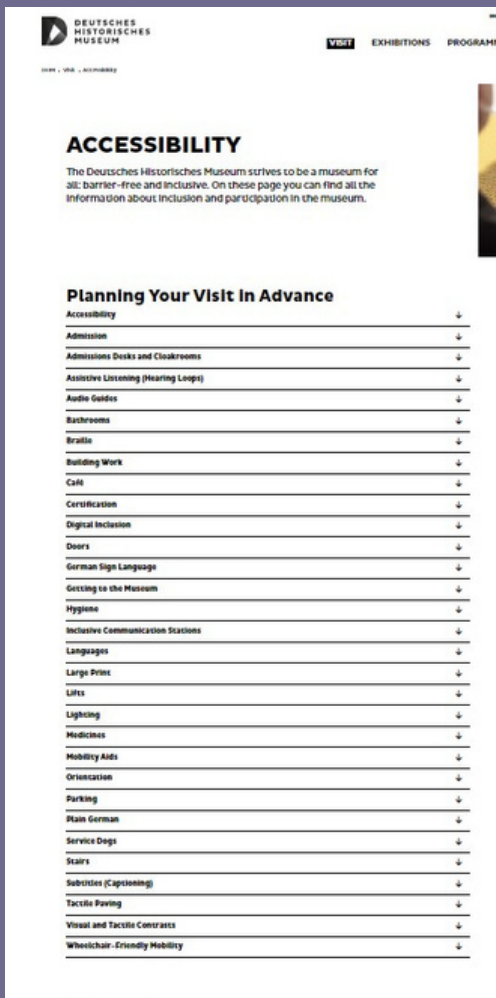 DEUTSCHES
HISTORISCHES
MUSEUM
VISIT EXHIBITIONS PROGRAMM
Visit
Accessibility
ACCESSIBILITY
The Deutsches Historisches Museum strives to be a museum for
all: barrier-free and inclusive. On these page you can find all the
information about inclusion and participation in the museum.
Planning Your Visit in Advance
Accessibility
Admission
Admissions Desks and Cloakrooms
Assistive Listening (Hearing Loops)
Audio Guides
Bathrooms
Braille
Building Work
Café
Certification
Digital Inclusion
Doors
German Sign Language
Getting to the Museum
Hygiene
Inclusive Communication Stations
Languages
Large Print
Lifts
Lighting
Medicines
Mobility Aids
Orientation
Parking
Plain German
Service Dogs
Stairs
Subtitles (Captioning)
Tactile Paving
Visual and Tactile Contrasts
Wheelchair-Friendly Mobility